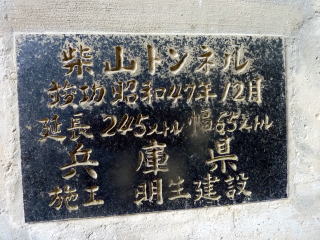 柴山トンネル
竣功昭和47年12月
延長245メートル幅65メートル
兵庫県
施工 明生建設